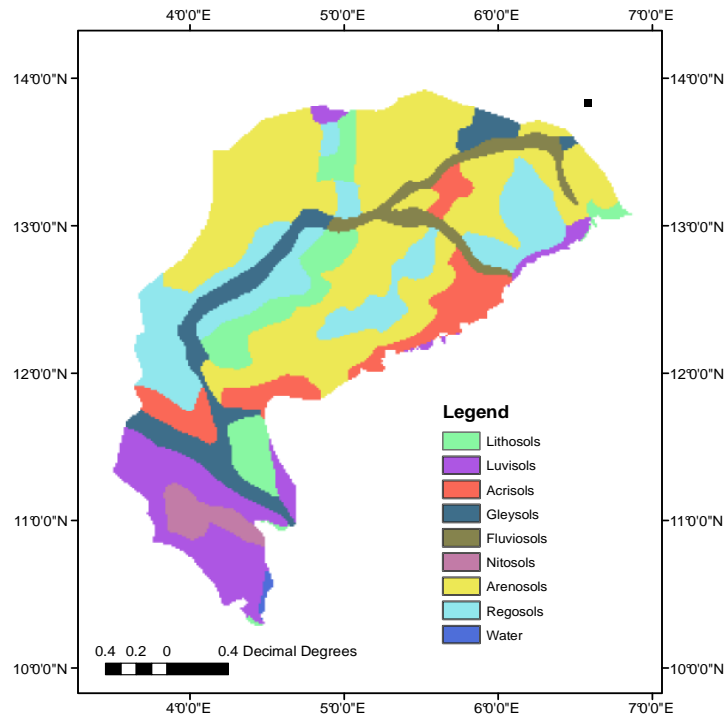 4°0'0"E 5°0'0"E 6°0'0"E 7°0'0"E
14°0'0"N 14°0'0"N
13°0'0"N 13°0'0"N
12°0'0"N 12°0'0"N
Legend
Lithosols
Luvisols
Acrisols
Gleysols
11°0'0"N 11°0'0"N
Fluviosols
Nitosols
Arenosols
Regosols
Water
0.4 0.2 0 0.4 Decimal Degrees
10°0'0"N 10°0'0"N
4°0'0"E 5°0'0"E 6°0'0"E 7°0'0"E